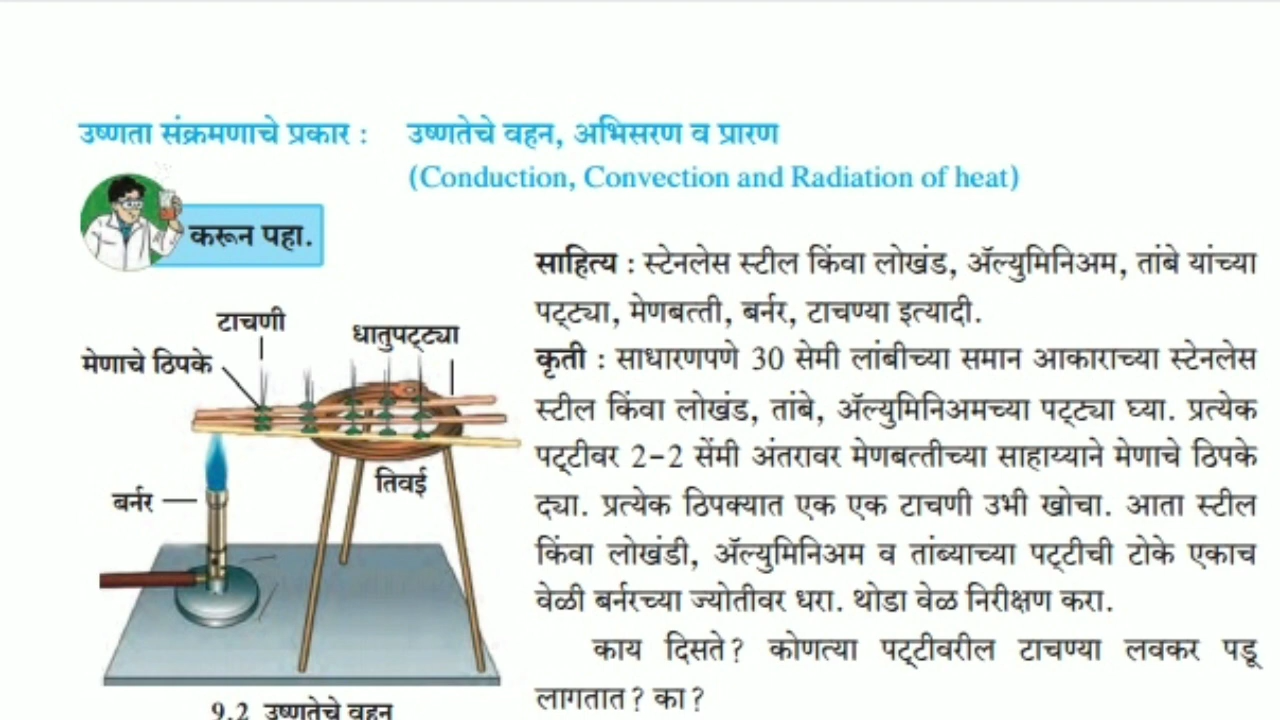 उष्णता संक्रमणाचे प्रकार : उष्णतेचे वहन, अभिसरण व प्रारण
(Conduction, Convection and Radiation of heat)
करून पहा.
टाचणी
धातुपट्ट्या
मेणाचे ठिपके
तिवई
बर्नर
9.2 उष्णतेचे वहन
साहित्य : स्टेनलेस स्टील किंवा लोखंड, ॲल्युमिनिअम, तांबे यांच्या
पट्ट्या, मेणबत्ती, बर्नर, टाचण्या इत्यादी.
कृती : साधारणपणे 30 सेमी लांबीच्या समान आकाराच्या स्टेनलेस
स्टील किंवा लोखंड, तांबे, ॲल्युमिनिअमच्या पट्ट्या घ्या. प्रत्येक
पट्टीवर 2-2 सेंमी अंतरावर मेणबत्तीच्या साहाय्याने मेणाचे ठिपके
द्या. प्रत्येक ठिपक्यात एक एक टाचणी उभी खोचा. आता स्टील
किंवा लोखंडी, ॲल्युमिनिअम व तांब्याच्या पट्टीची टोके एकाच
वेळी बर्नरच्या ज्योतीवर धरा. थोडा वेळ निरीक्षण करा.
काय दिसते? कोणत्या पट्टीवरील टाचण्या लवकर पडू
लागतात? का?